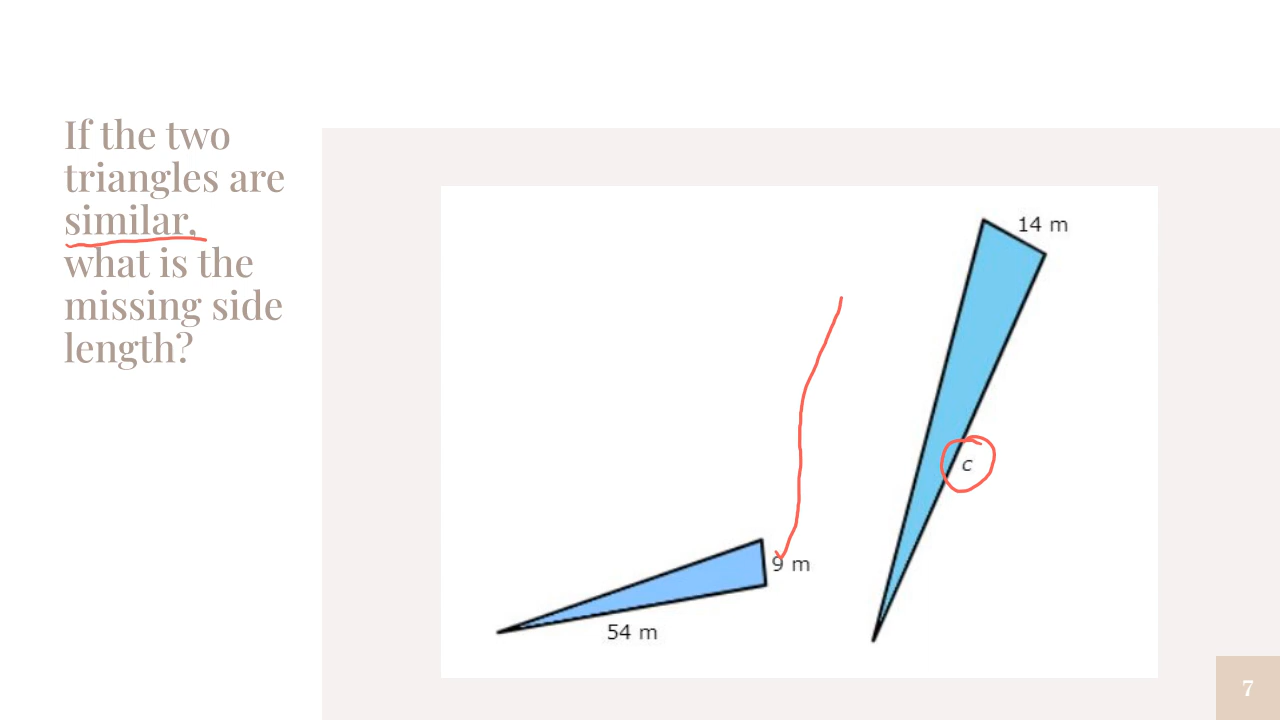 If the two
triangles are
similar,
what is the
missing side
length?
14 m
c
9 m
54 m
7